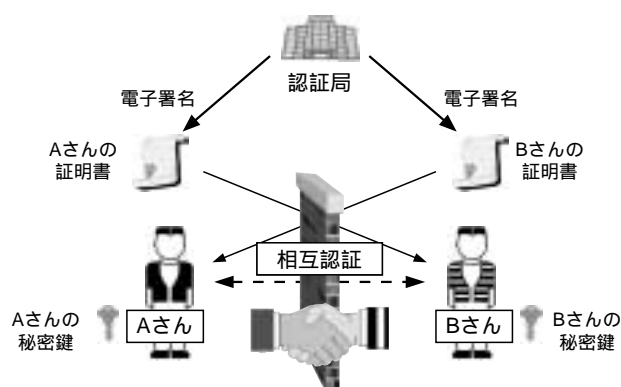 認証局
電子署名
電子署名
Aさんの
証明書
Bさんの
証明書
相互認証
Aさんの
秘密鍵
Aさん
Bさん
Bさんの
秘密鍵